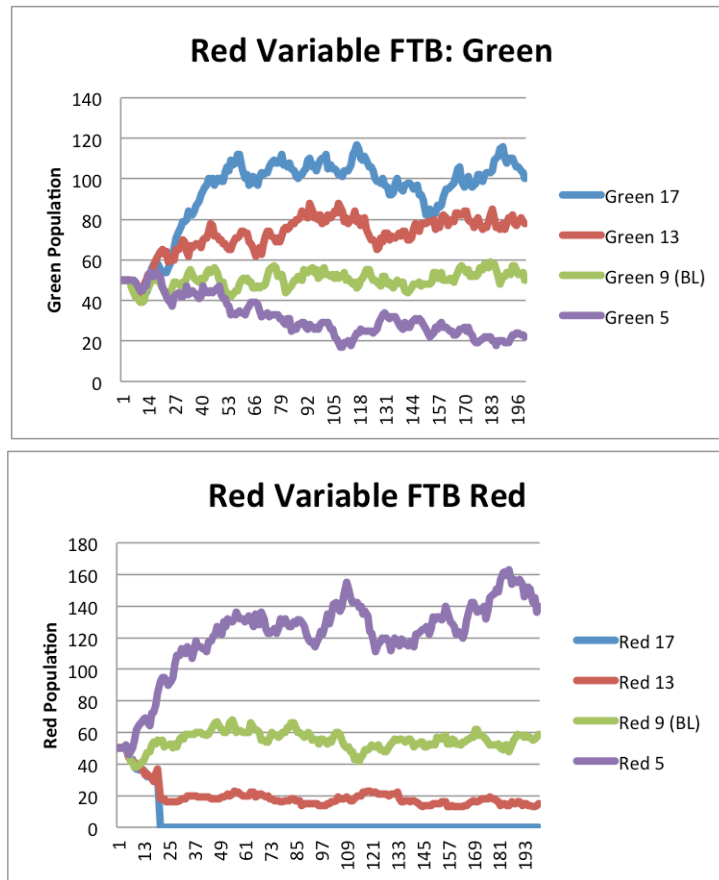 Red Variable FTB: Green
140
120
100
80
60
40
20
0
Green Population
1 14 27 40 53 66 79 92 105 118 131 144 157 170 183 196
Green 17
Green 13
Green 9 (BL)
Green 5
Red Variable FTB Red
180
160
140
120
100
80
60
40
20
0
Red Population
1 13 25 37 49 61 73 85 97 109 121 133 145 157 169 181 193
Red 17
Red 13
Red 9 (BL)
Red 5